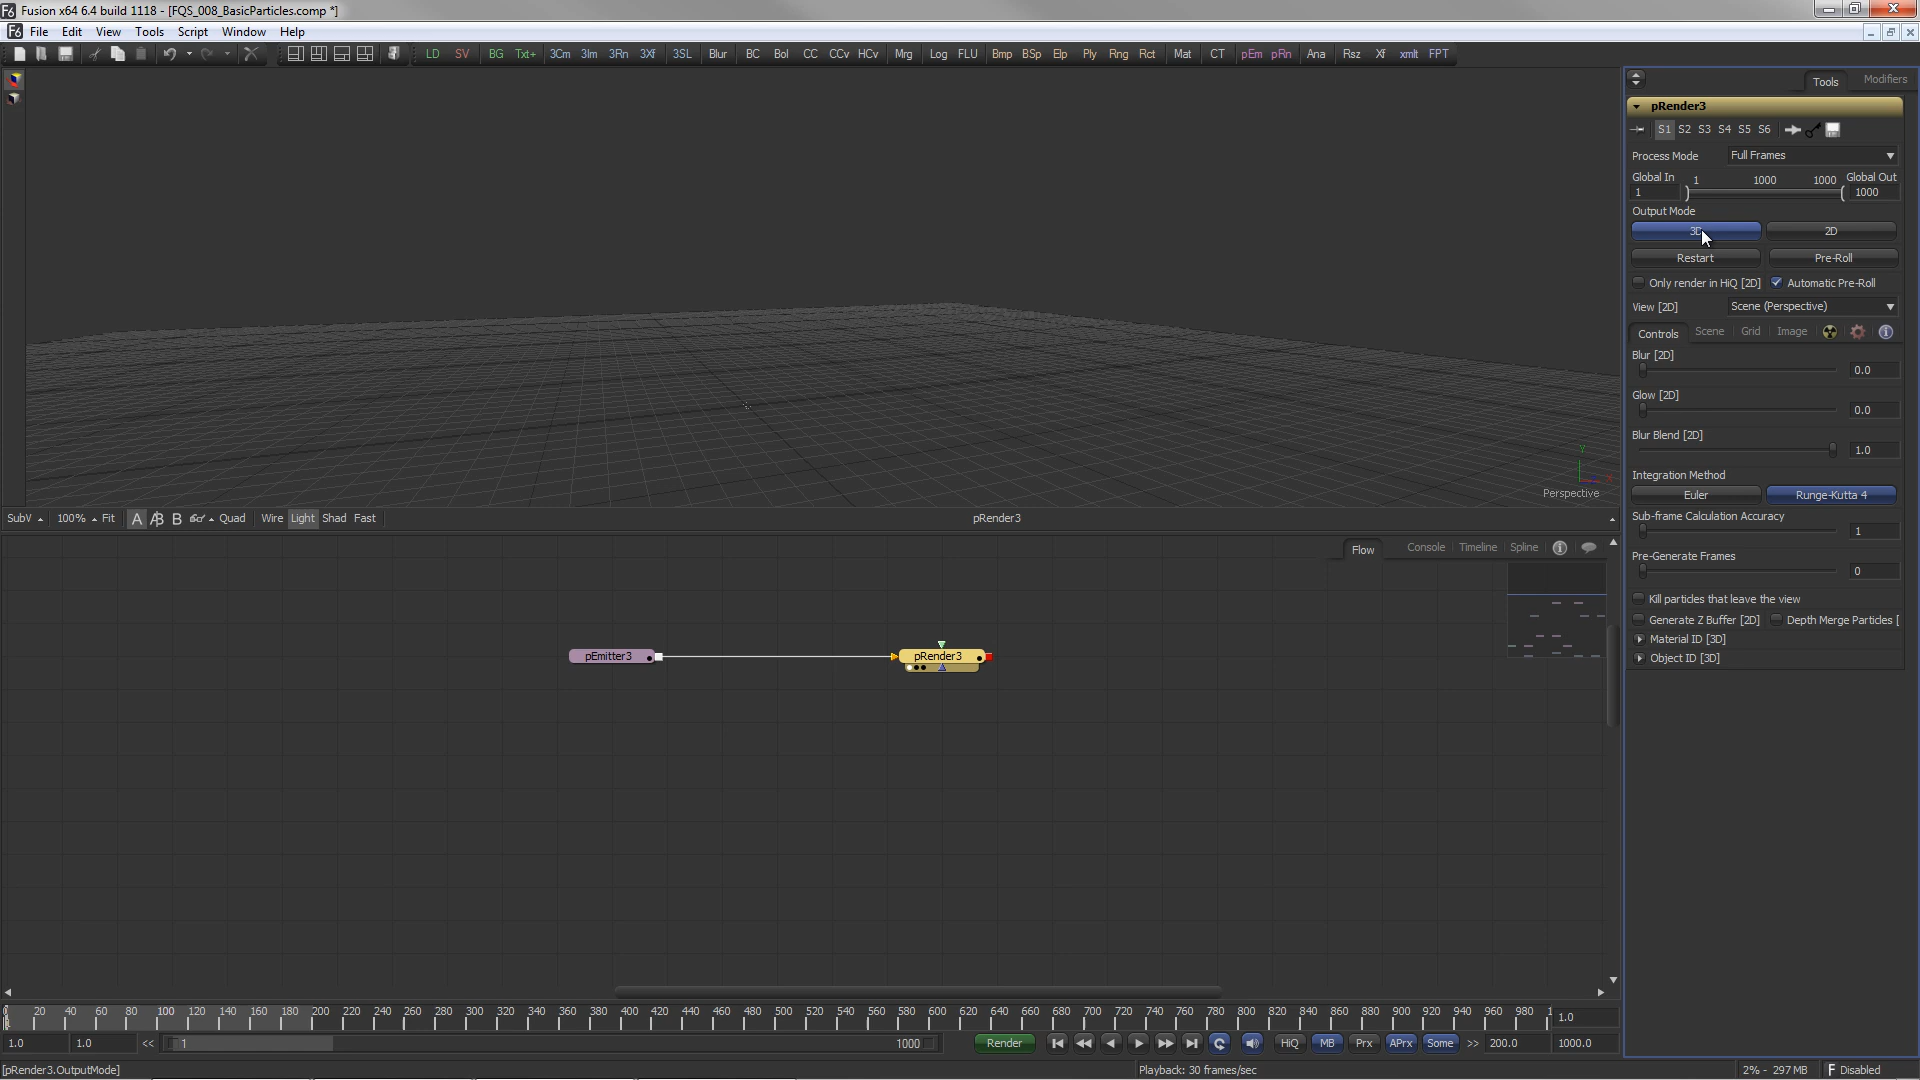 Fusion x64 6.4 build 1118 - [FQS_008_BasicParticles.comp *]
File Edit View Tools Script Window Help
LD SV BG Txt+ 3Cm 3Im 3Rn 3Xf 3SL Blur BC Bol CC CCv HCv Mrg Log FLU Bmp BSp Elp Ply Rng Rct Mat CT pEm pRn Ana Rsz Xf xmlt FPT
Tools Modifiers
pRender3
S1 S2 S3 S4 S5 S6
Process Mode Full Frames
Global In 1 1000 1000 Global Out
1 1000
Output Mode
3D 2D
Restart Pre-Roll
Only render in HiQ [2D] Automatic Pre-Roll
View [2D] Scene (Perspective)
Controls Scene Grid Image
Blur [2D]
0.0
Glow [2D]
0.0
Blur Blend [2D]
1.0
Integration Method
Euler Runge-Kutta 4
Sub-frame Calculation Accuracy
1
Pre-Generate Frames
0
Kill particles that leave the view
Generate Z Buffer [2D] Depth Merge Particles [
Material ID [3D]
Object ID [3D]
Y
X
Perspective
SubV 100% Fit A B B Quad Wire Light Shad Fast pRender3
Flow Console Timeline Spline
pEmitter3 pRender3
0 20 40 60 80 100 120 140 160 180 200 220 240 260 280 300 320 340 360 380 400 420 440 460 480 500 520 540 560 580 600 620 640 660 680 700 720 740 760 780 800 820 840 860 880 900 920 940 960 980 1 1.0
1.0 1.0 << 1 1000 Render HiQ MB Prx APrx Some >> 200.0 1000.0
[pRender3.OutputMode] Playback: 30 frames/sec 2% - 297 MB Disabled